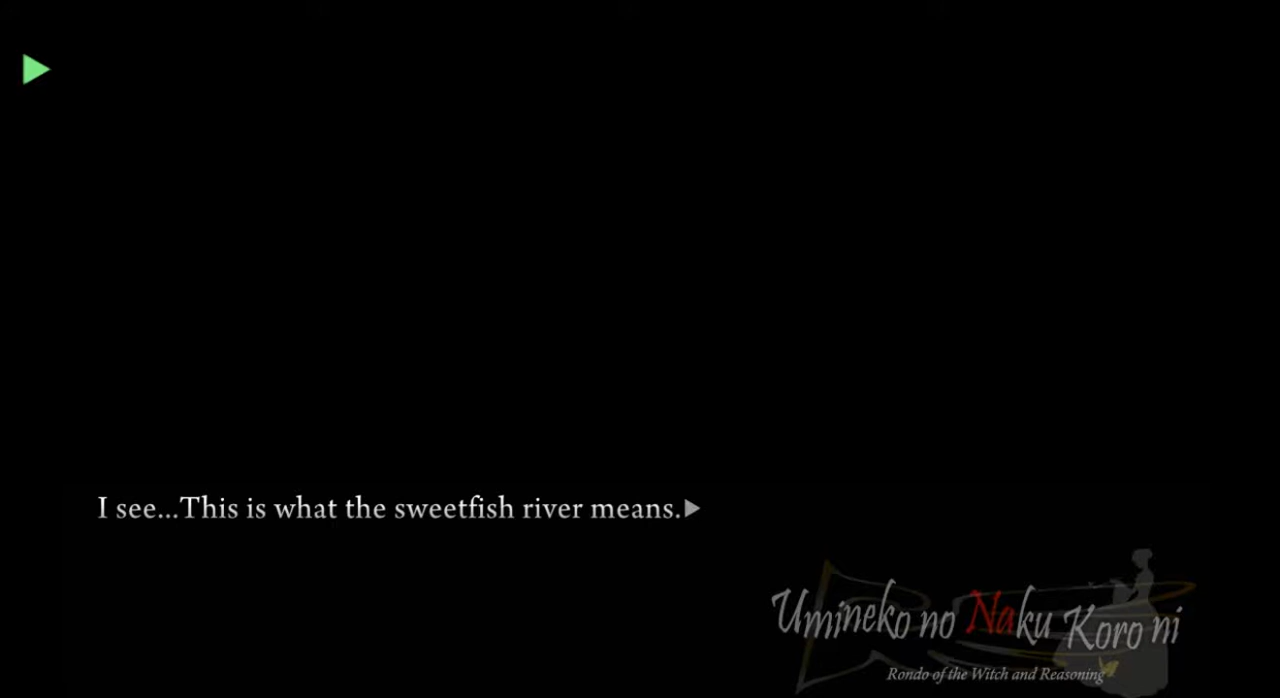 I see...This is what the sweetfish river means.
Umineko no Naku Koro ni
Rondo of the Witch and Reasoning